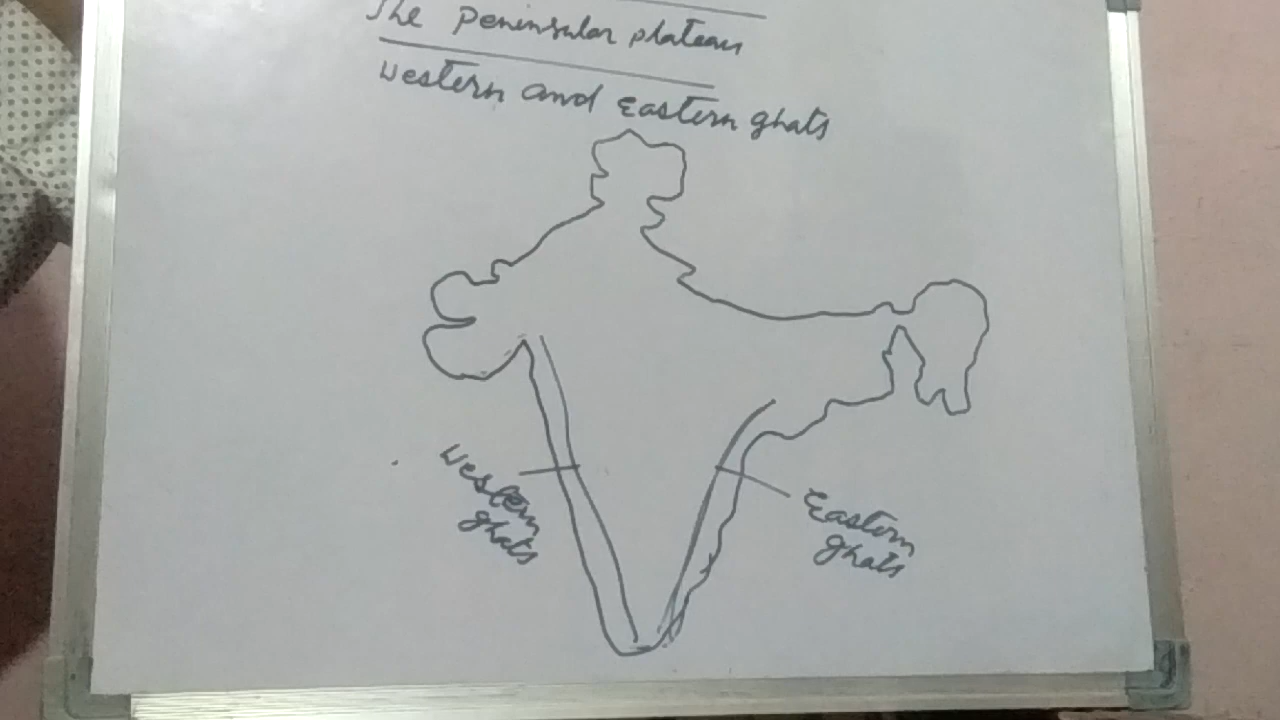 The Peninsular plateau
Western and Eastern ghats
Western
ghats
Eastern
ghats